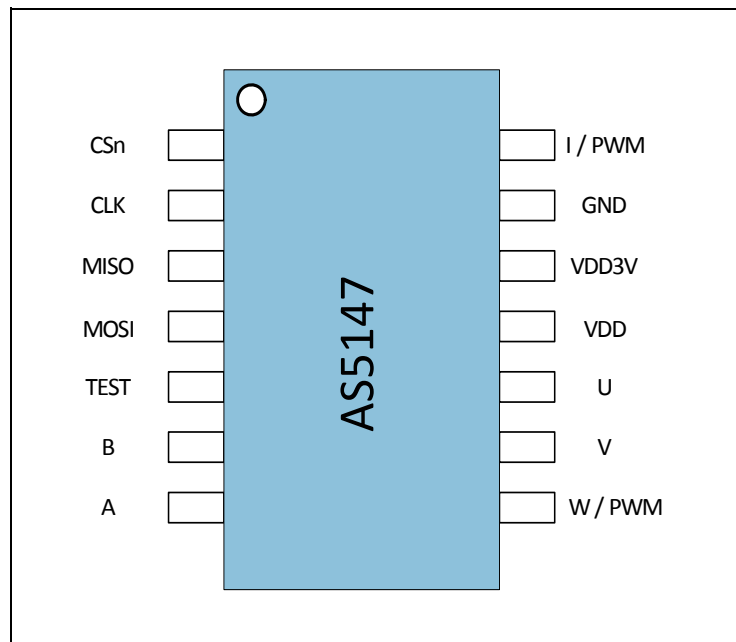 CSn
CLK
MISO
MOSI
TEST
B
A
AS5147
I / PWM
GND
VDD3V
VDD
U
V
W / PWM